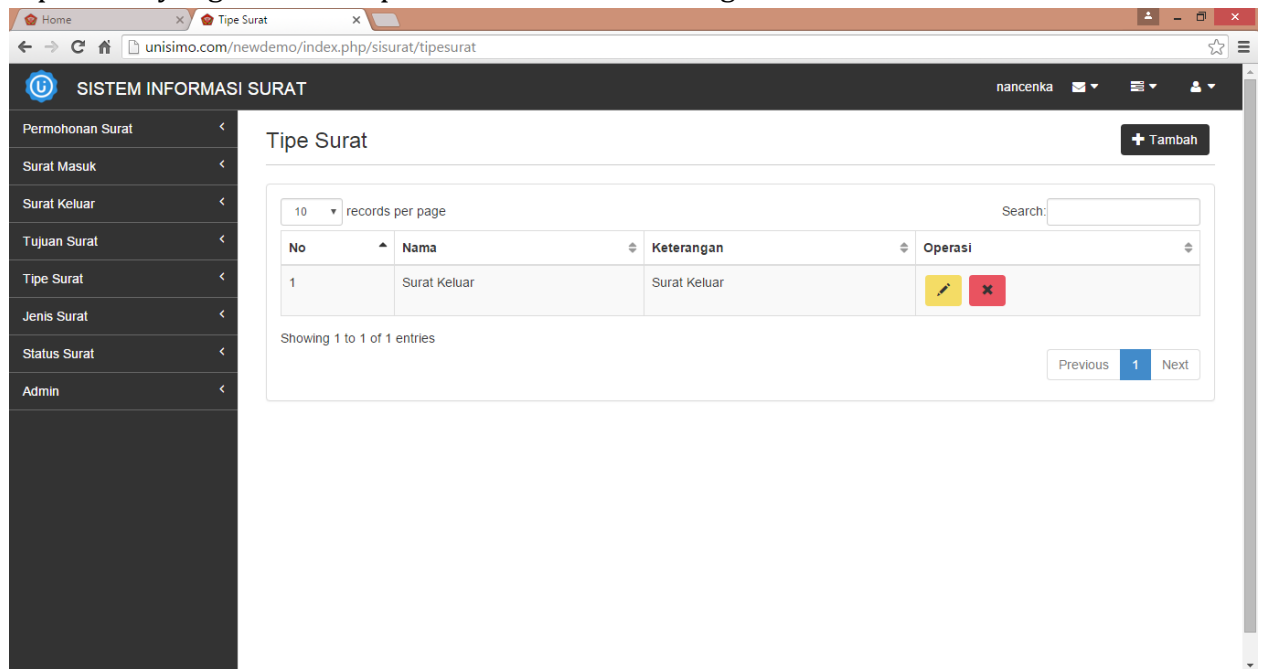 Home
Tipe Surat
unisimo.com/newdemo/index.php/sisurat/tipesurat
SISTEM INFORMASI SURAT
nancenka
Permohonan Surat
Surat Masuk
Surat Keluar
Tujuan Surat
Tipe Surat
Jenis Surat
Status Surat
Admin
Tipe Surat
+ Tambah
10 records per page
Search:
No Nama Keterangan Operasi
1 Surat Keluar Surat Keluar
Showing 1 to 1 of 1 entries
Previous 1 Next